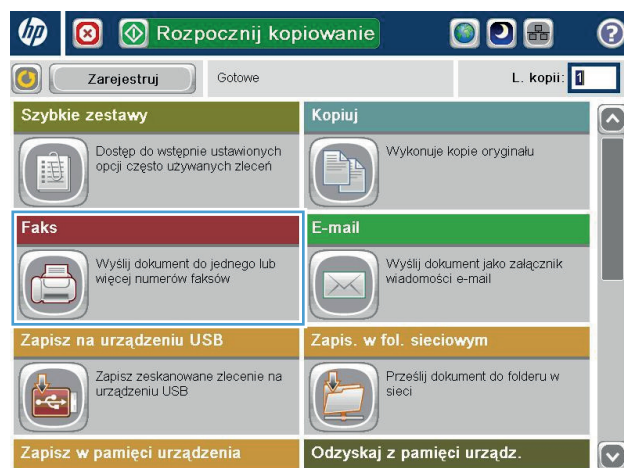 hp
Rozpocznij kopiowanie
?
Zarejestruj
Gotowe
L. kopii: 1
Szybkie zestawy
Kopiuj
Dostęp do wstępnie ustawionych
opcji często używanych zleceń
Wykonuje kopie oryginału
Faks
E-mail
Wyślij dokument do jednego lub
więcej numerów faksów
Wyślij dokument jako załącznik
wiadomości e-mail
Zapisz na urządzeniu USB
Zapis. w fol. sieciowym
Zapisz zeskanowane zlecenie na
urządzeniu USB
Prześlij dokument do folderu w
sieci
Zapisz w pamięci urządzenia
Odzyskaj z pamięci urządz.